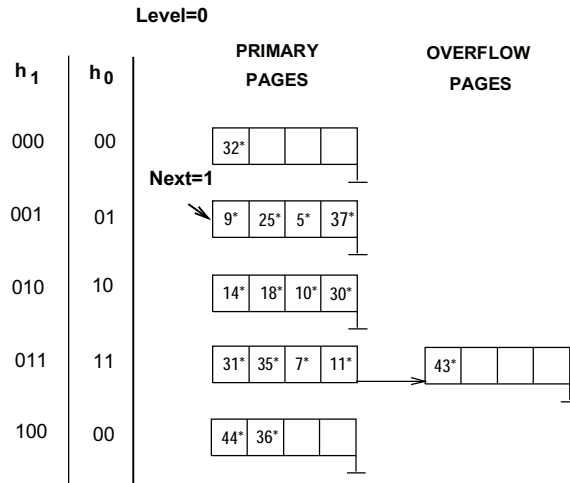 Level=0
h1 h0 PRIMARY PAGES OVERFLOW PAGES
000 00 32*
Next=1
001 01 9* 25* 5* 37*
010 10 14* 18* 10* 30*
011 11 31* 35* 7* 11* 43*
100 00 44* 36*